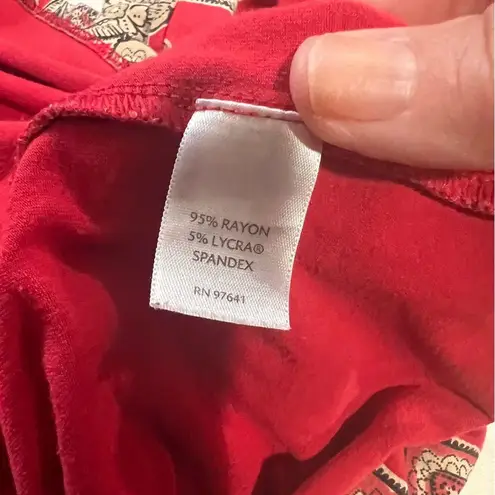 95% RAYON
5% LYCRA®
SPANDEX
RN 97641